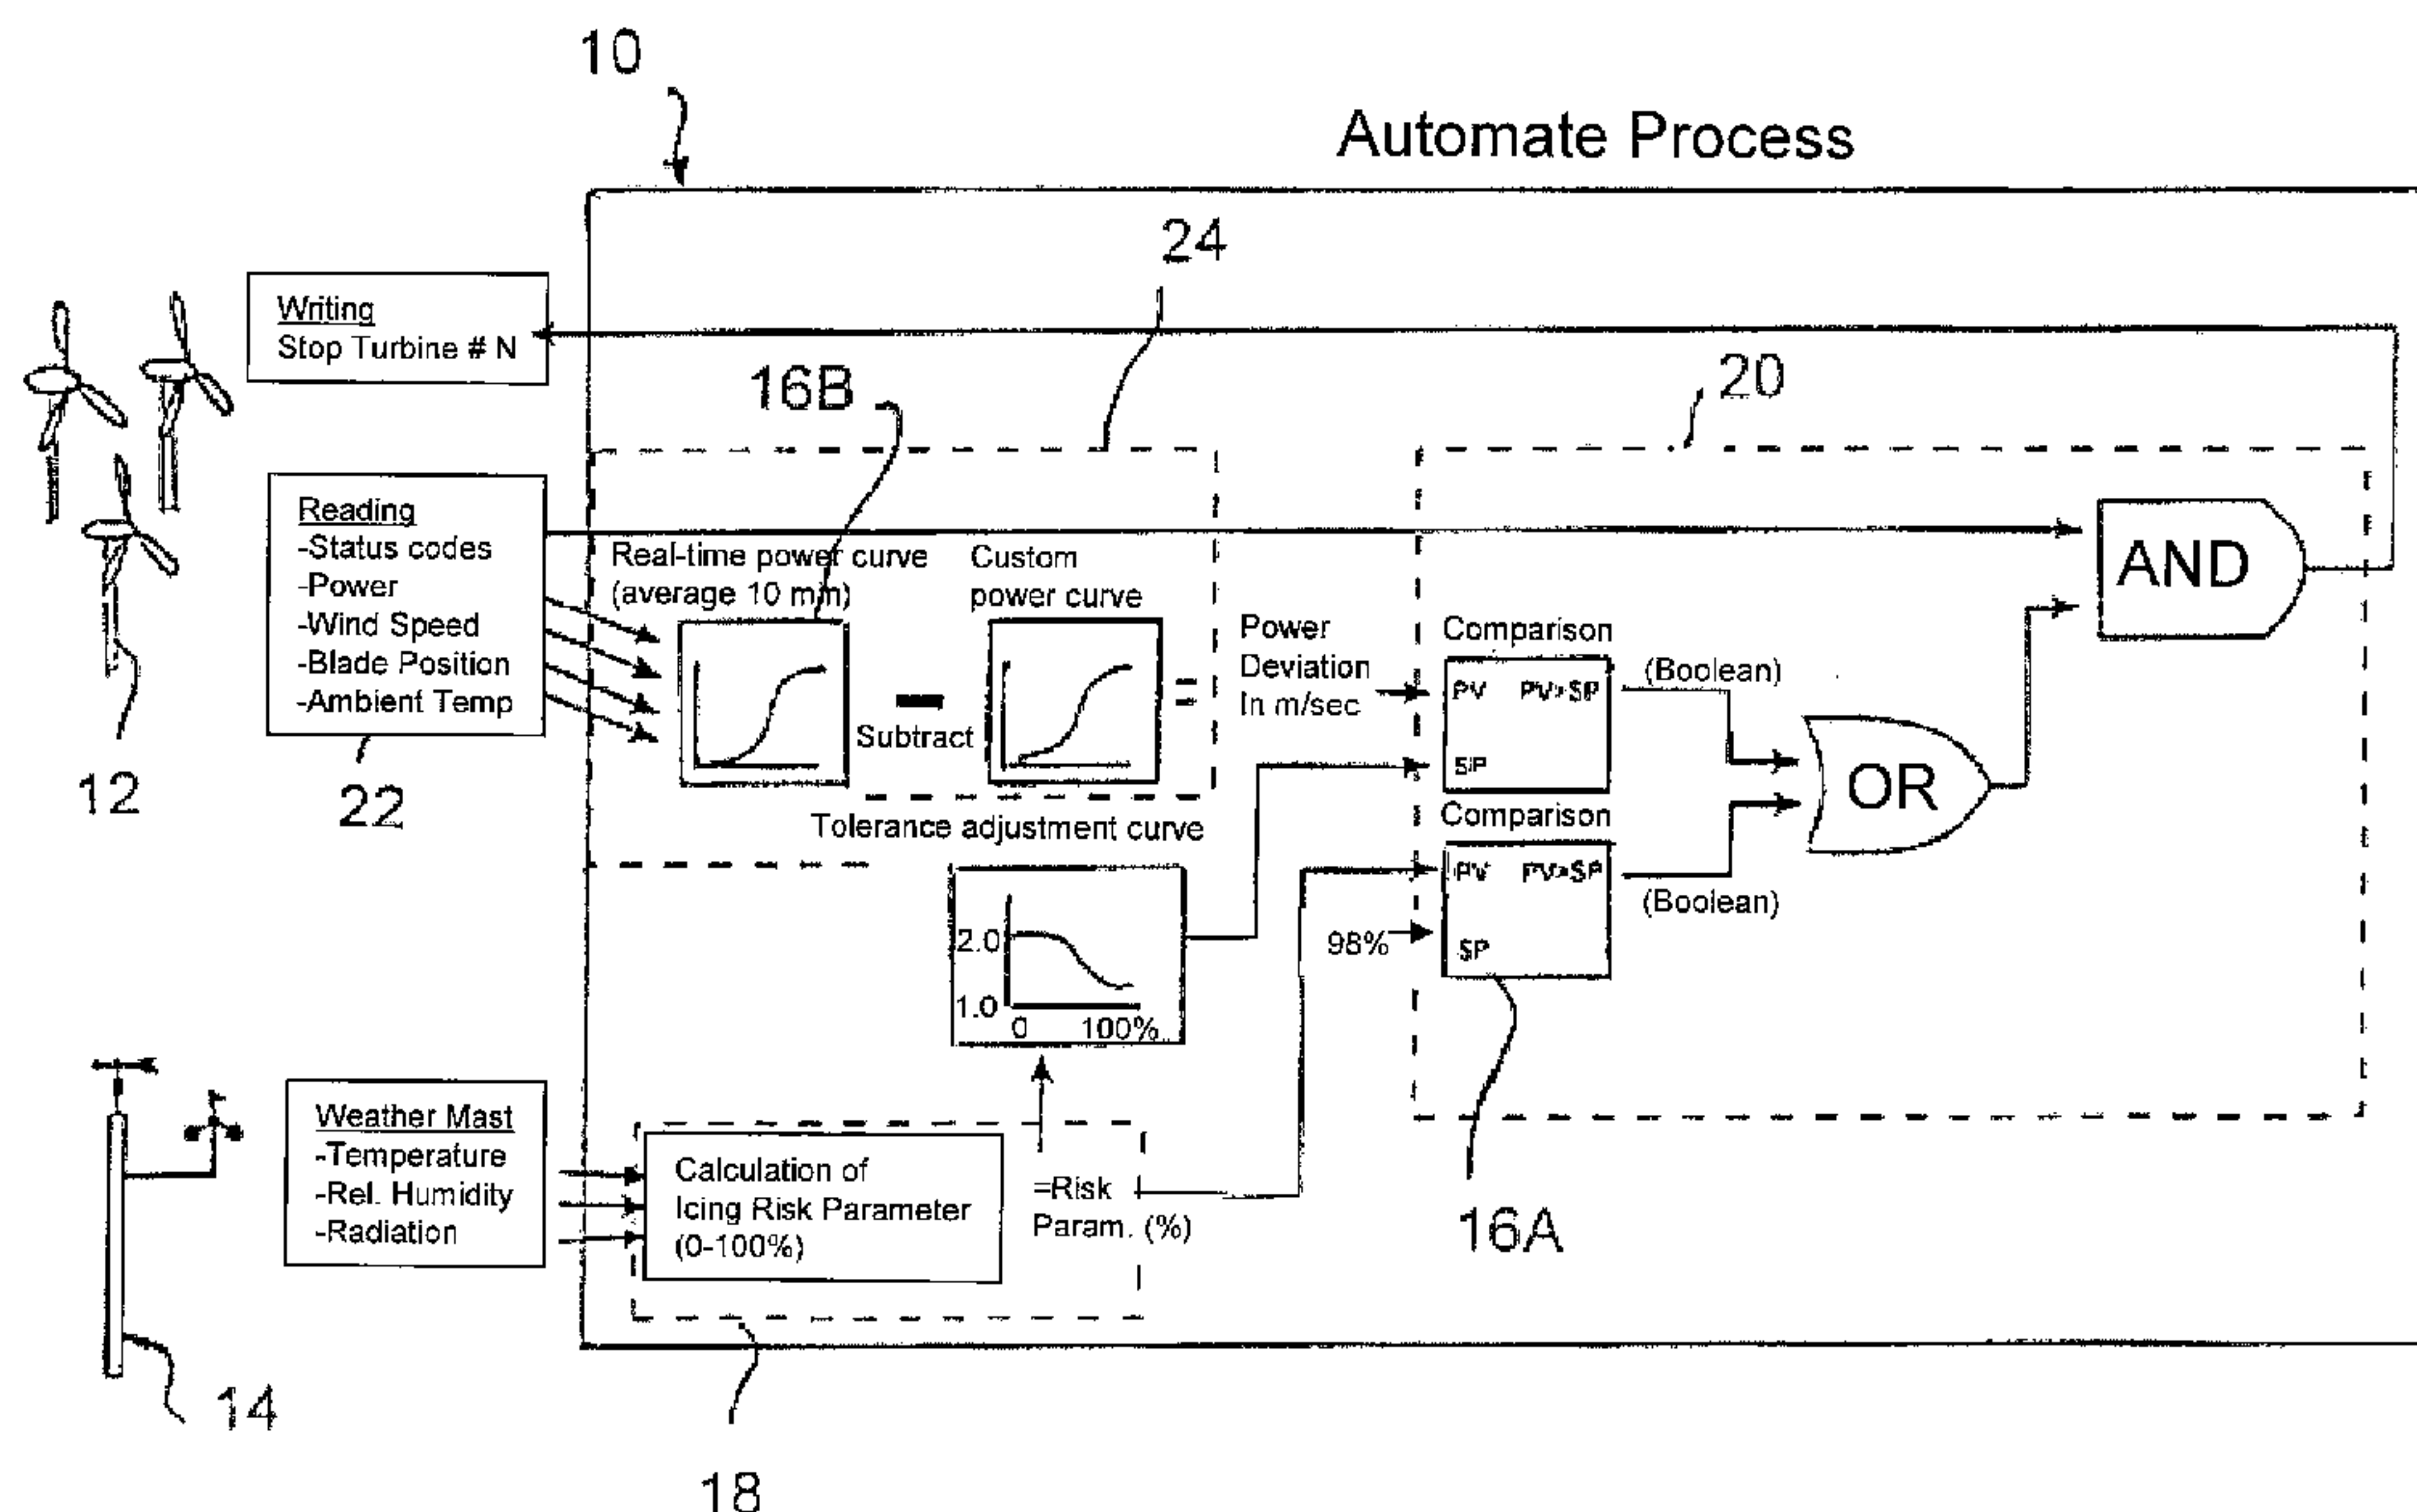 10
Automate Process
24
Writing
Stop Turbine # N
16B
20
Reading
-Status codes
-Power
-Wind Speed
-Blade Position
-Ambient Temp
Real-time power curve
(average 10 min)
Custom
power curve
AND
Power
Deviation
In m/sec
Comparison
PV PV>SP
SP
(Boolean)
Subtract
=
OR
12
22
Tolerance adjustment curve
Comparison
PV PV>SP
SP
(Boolean)
98%
2.0
1.0
0 100%
Weather Mast
-Temperature
-Rel. Humidity
-Radiation
Calculation of
Icing Risk Parameter
(0-100%)
=Risk
Param. (%)
16A
14
18